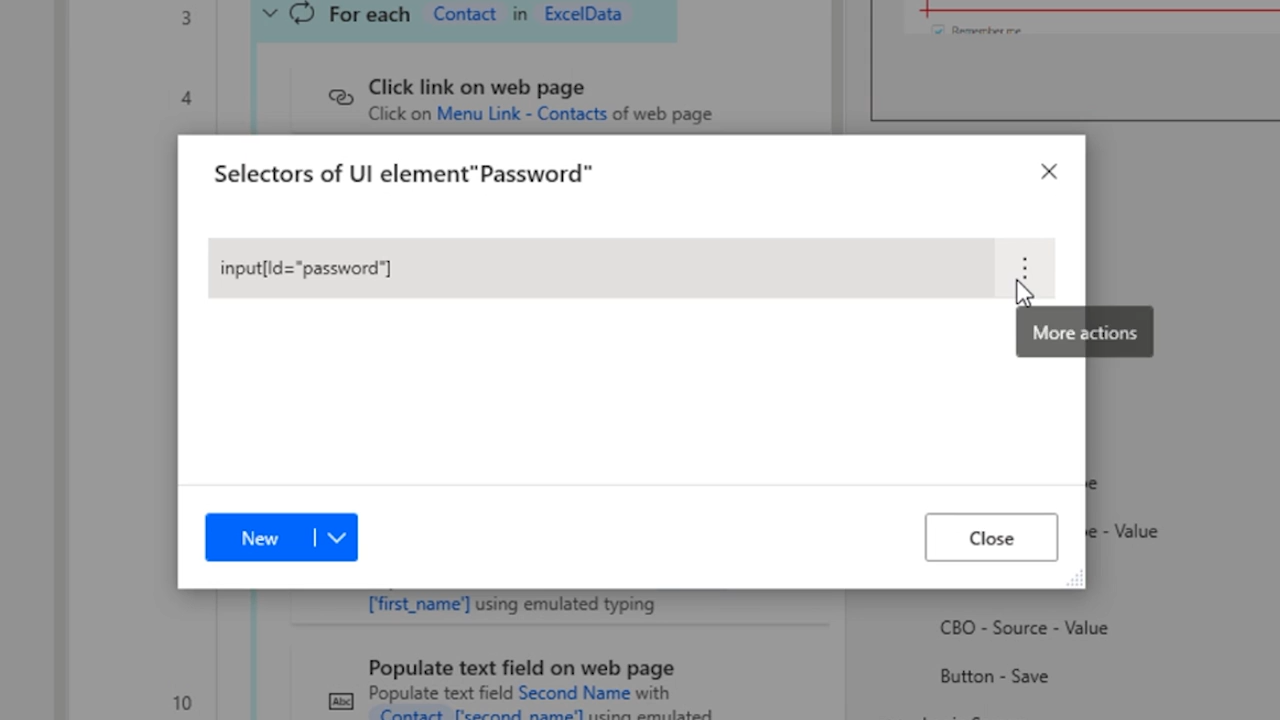 3
For each Contact in ExcelData
Remember me
4
Click link on web page
Click on Menu Link - Contacts of web page
Selectors of UI element"Password"
input[Id="password"]
More actions
New
Close
e - Value
['first_name'] using emulated typing
CBO - Source - Value
Populate text field on web page
Button - Save
10
Abc
Populate text field Second Name with
Contact ['second_name'] using emulated